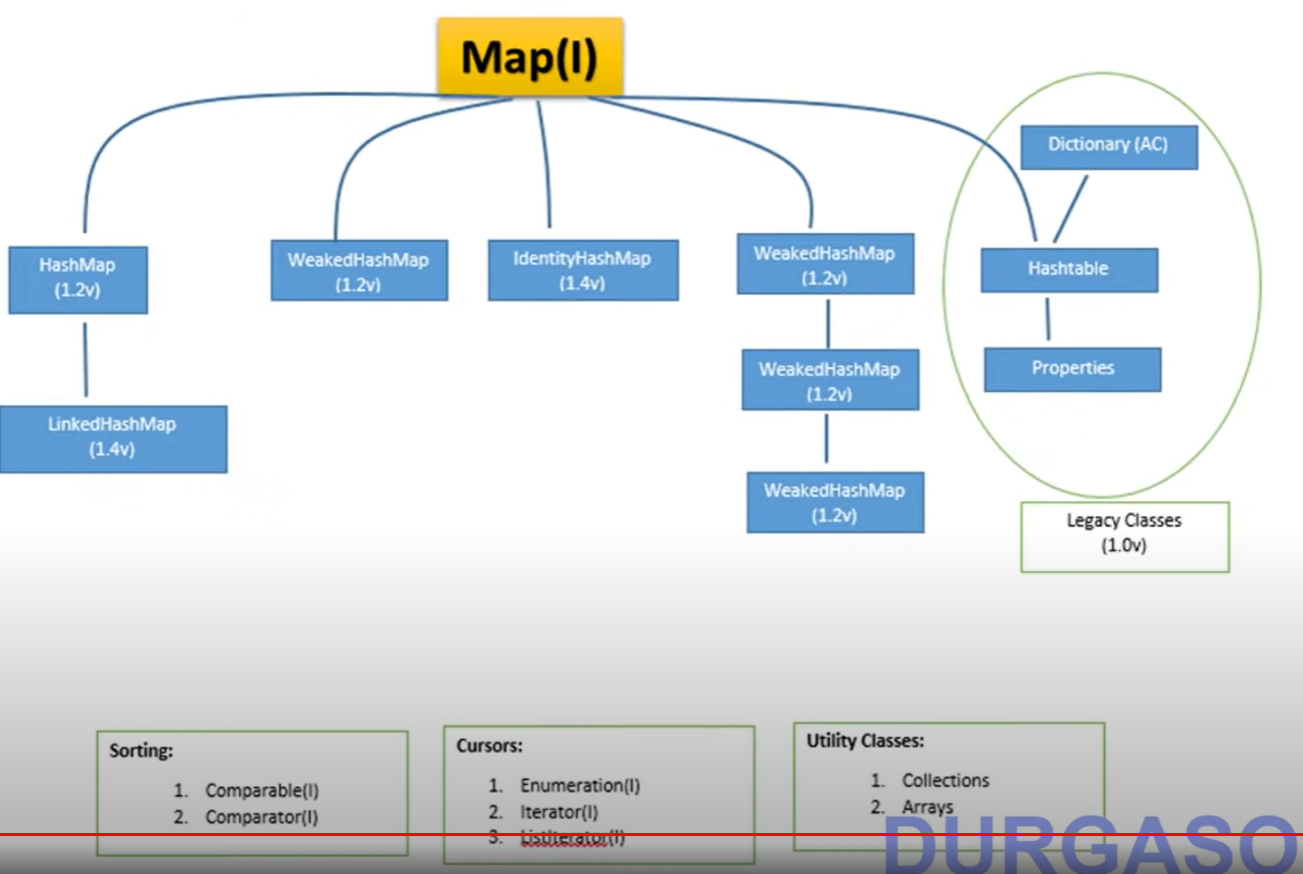 Map(I)
Dictionary (AC)
HashMap
(1.2v)
WeakedHashMap
(1.2v)
IdentityHashMap
(1.4v)
WeakedHashMap
(1.2v)
Hashtable
WeakedHashMap
(1.2v)
Properties
LinkedHashMap
(1.4v)
WeakedHashMap
(1.2v)
Legacy Classes
(1.0v)
Sorting:
1. Comparable(I)
2. Comparator(I)
Cursors:
1. Enumeration(I)
2. Iterator(I)
3. ListIterator(I)
Utility Classes:
1. Collections
2. Arrays
DURGASO